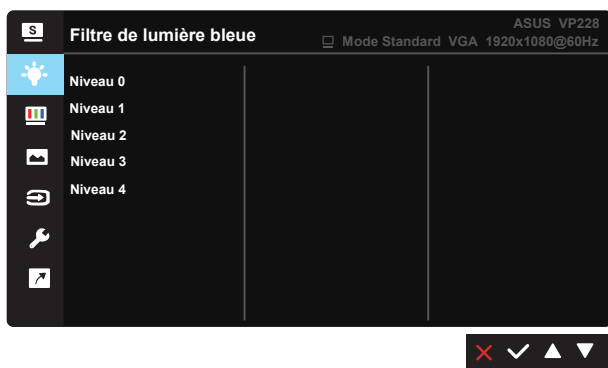 S
Filtre de lumière bleue
ASUS VP228
Mode Standard VGA 1920x1080@60Hz
Niveau 0
Niveau 1
Niveau 2
Niveau 3
Niveau 4